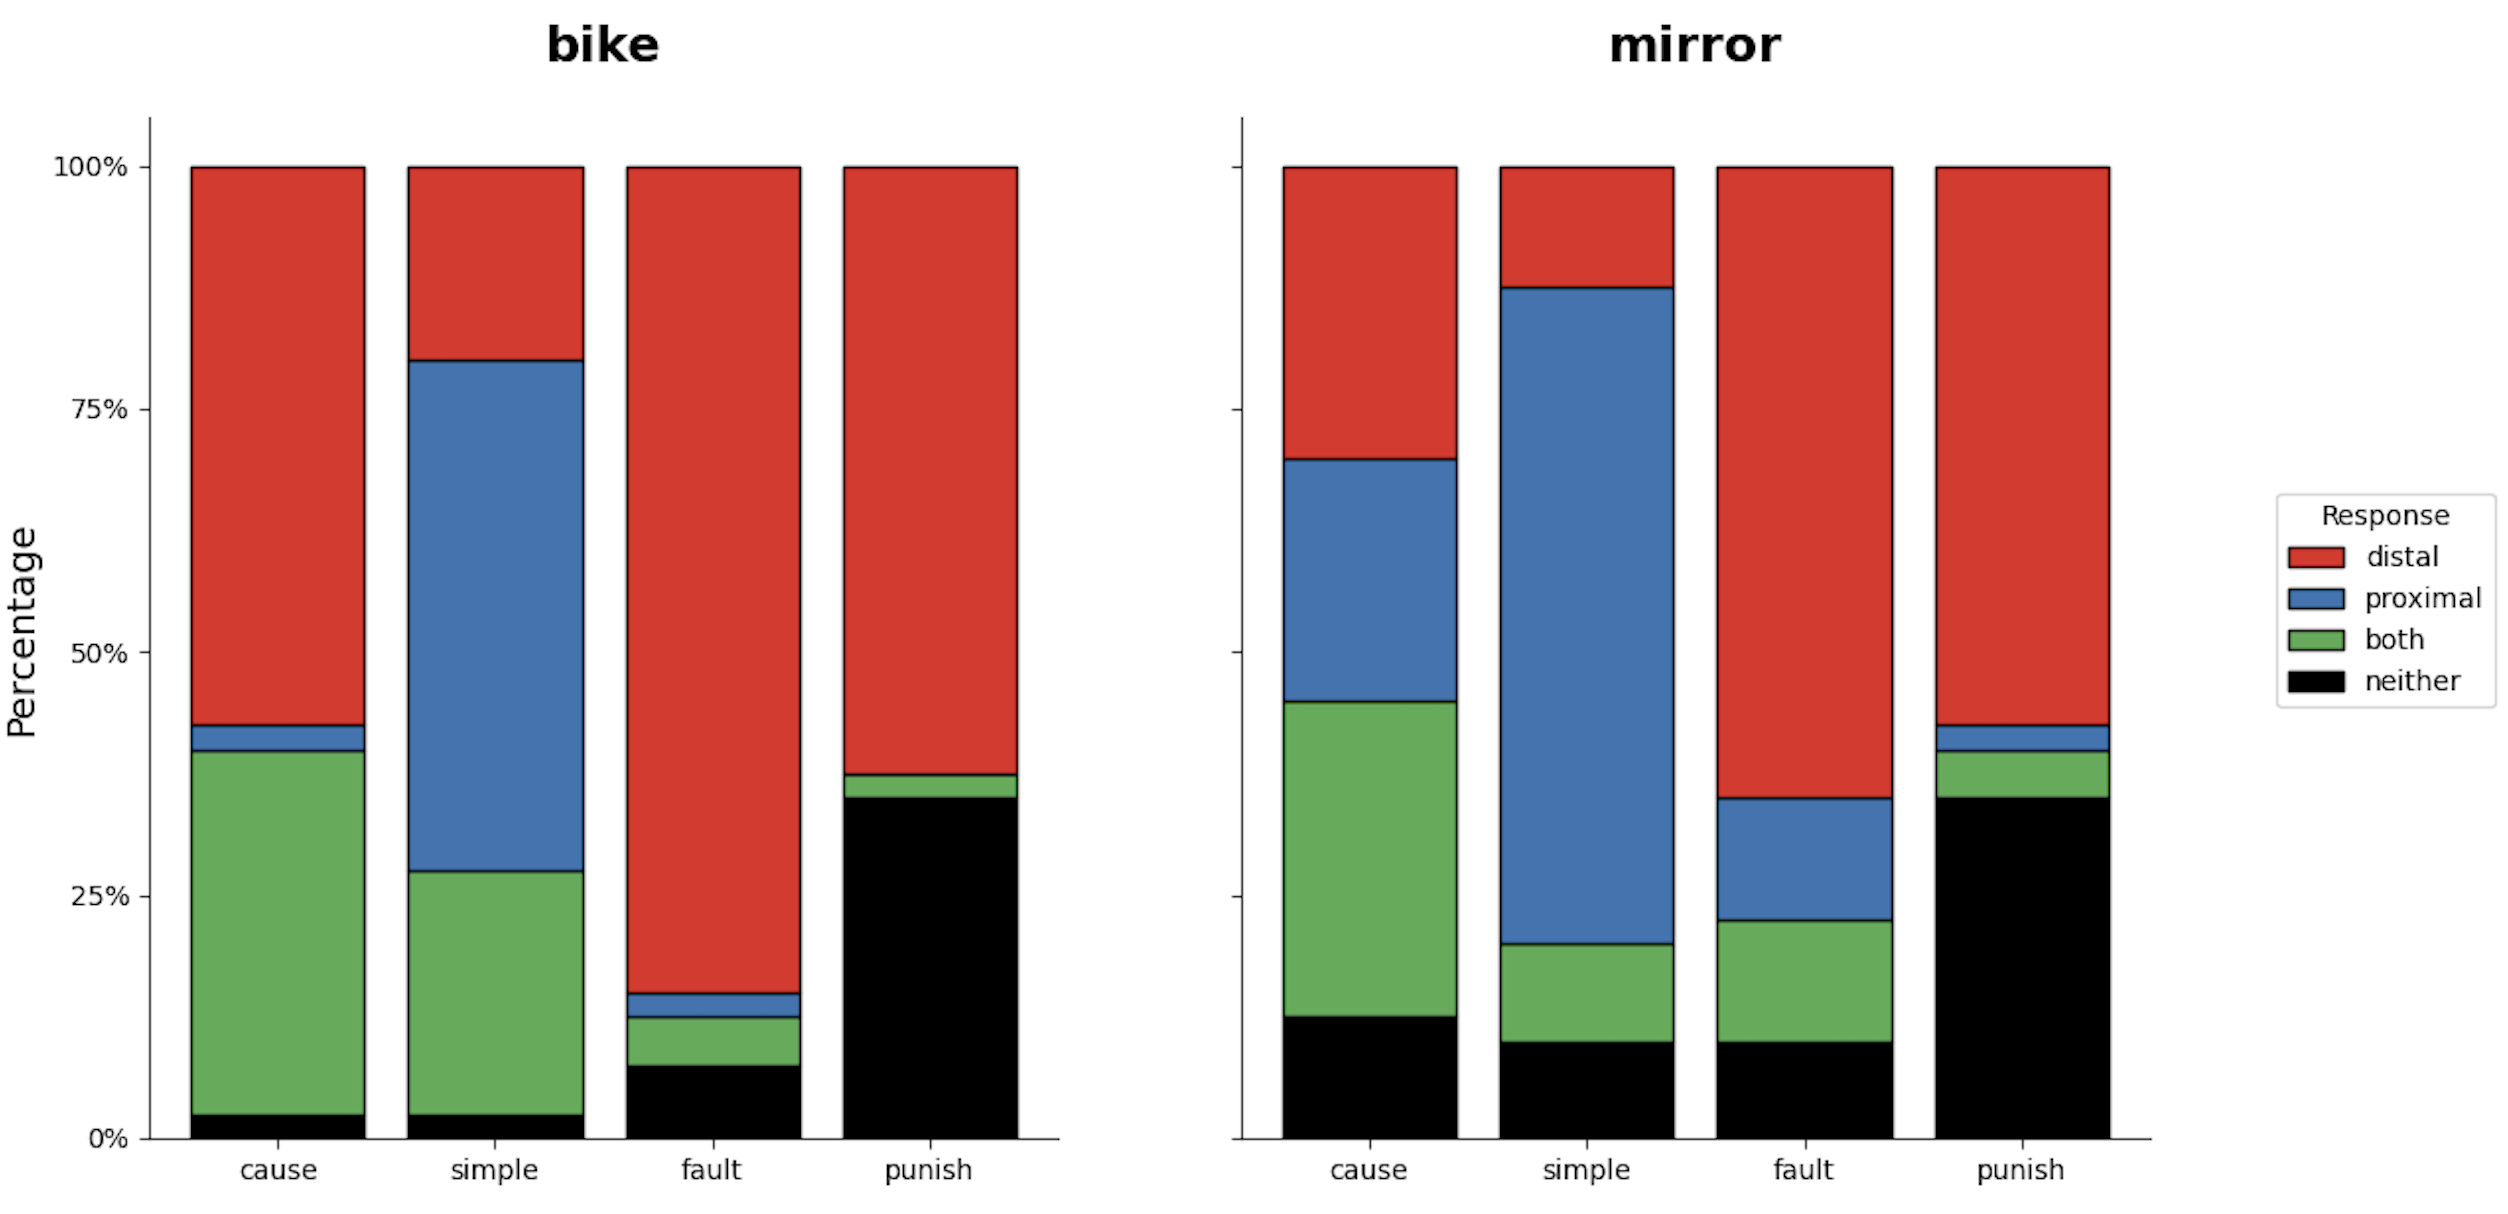 bike
mirror
Percentage
100%
75%
50%
25%
0%
cause simple fault punish
cause simple fault punish
Response
distal
proximal
both
neither